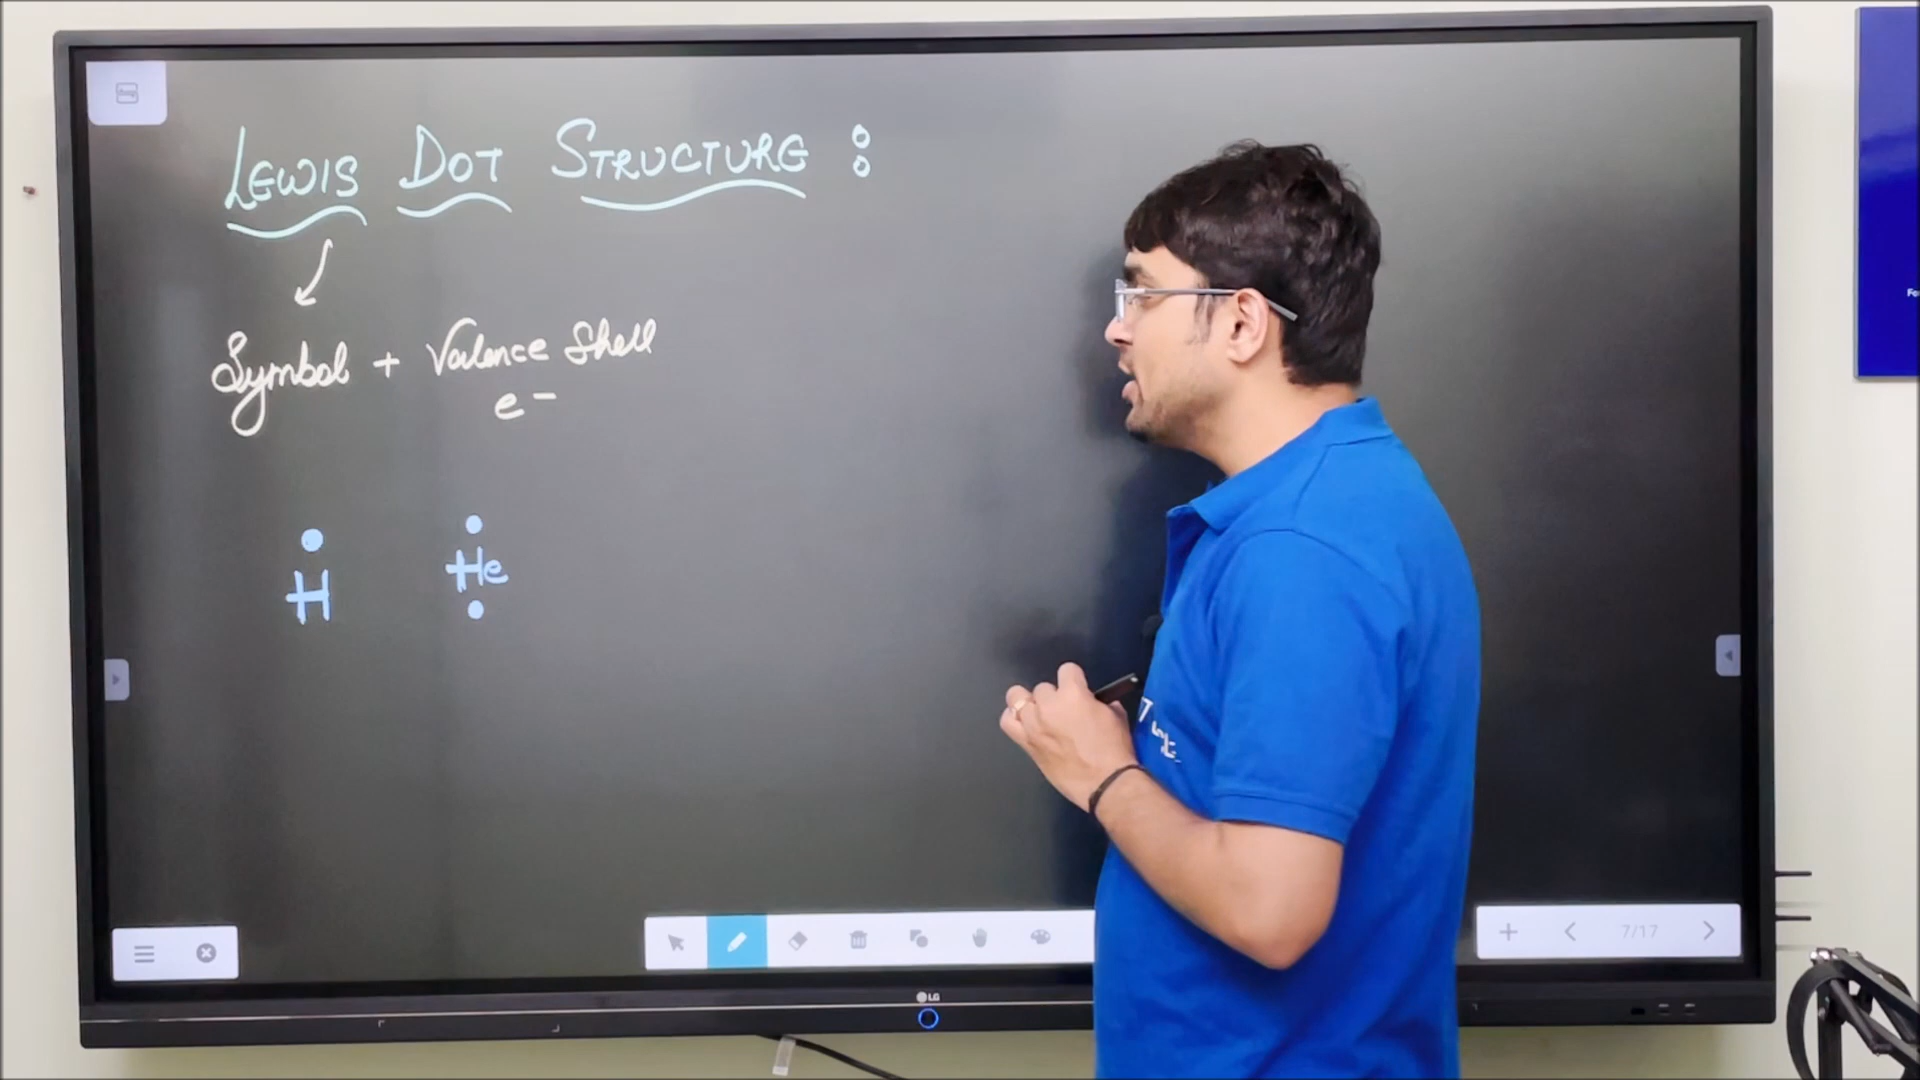 LEWIS DOT STRUCTURE :
Symbol + Valence Shell
e-
H
He
7/17
LG